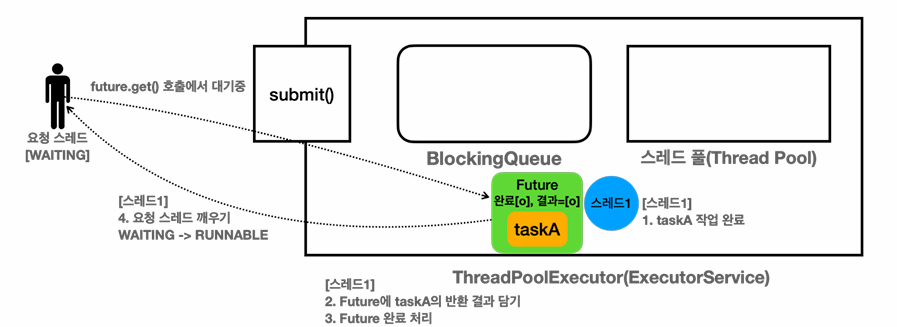 future.get() 호출에서 대기중
submit()
요청 스레드
[WAITING]
BlockingQueue
스레드 풀(Thread Pool)
Future
완료[o], 결과=[o]
taskA
스레드1
[스레드1]
1. taskA 작업 완료
[스레드1]
4. 요청 스레드 깨우기
WAITING -> RUNNABLE
ThreadPoolExecutor(ExecutorService)
[스레드1]
2. Future에 taskA의 반환 결과 담기
3. Future 완료 처리